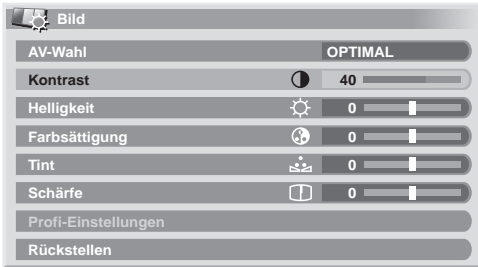 Bild
AV-Wahl OPTIMAL
Kontrast 40
Helligkeit 0
Farbsättigung 0
Tint 0
Schärfe 0
Profi-Einstellungen
Rückstellen